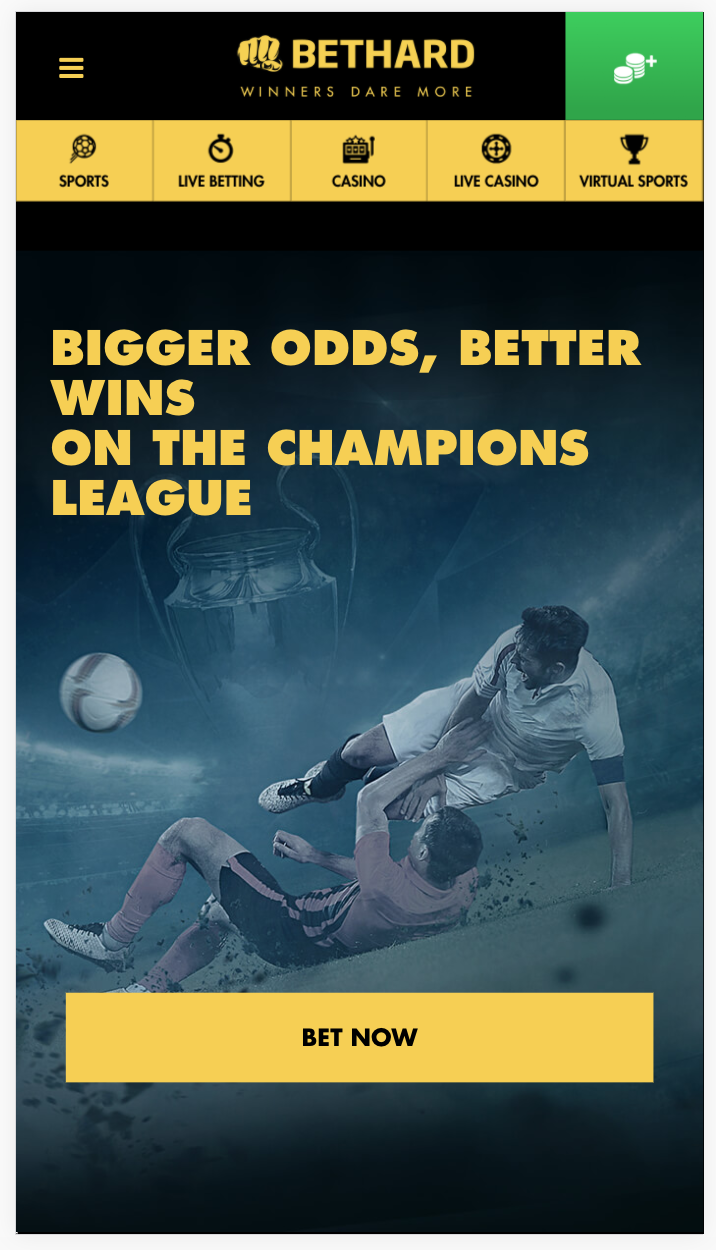 BETHARD
WINNERS DARE MORE
SPORTS
LIVE BETTING
CASINO
LIVE CASINO
VIRTUAL SPORTS
BIGGER ODDS, BETTER
WINS
ON THE CHAMPIONS
LEAGUE
BET NOW